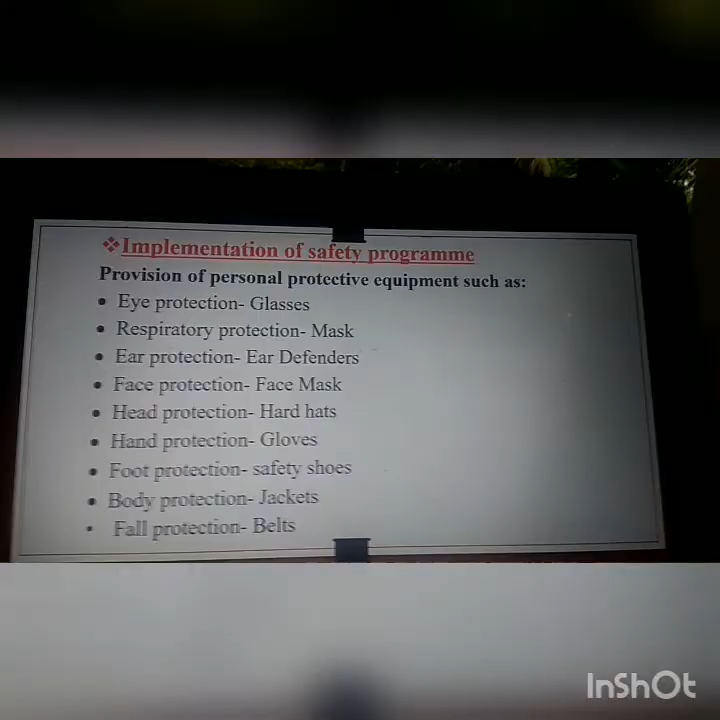 ❖Implementation of safety programme
Provision of personal protective equipment such as:
• Eye protection- Glasses
• Respiratory protection- Mask
• Ear protection- Ear Defenders
• Face protection- Face Mask
• Head protection- Hard hats
• Hand protection- Gloves
• Foot protection- safety shoes
• Body protection- Jackets
• Fall protection- Belts
InShOt